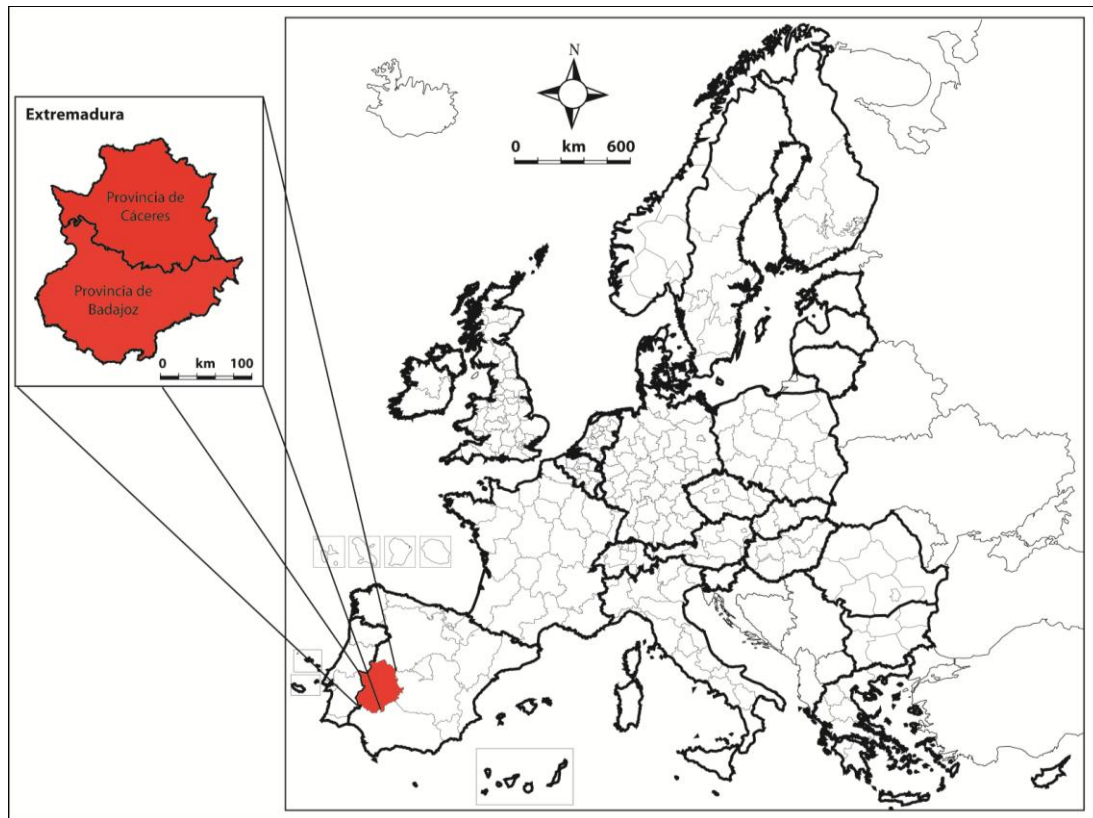 Extremadura
Provincia de
Cáceres
Provincia de
Badajoz
0 km 100
N
0 km 600